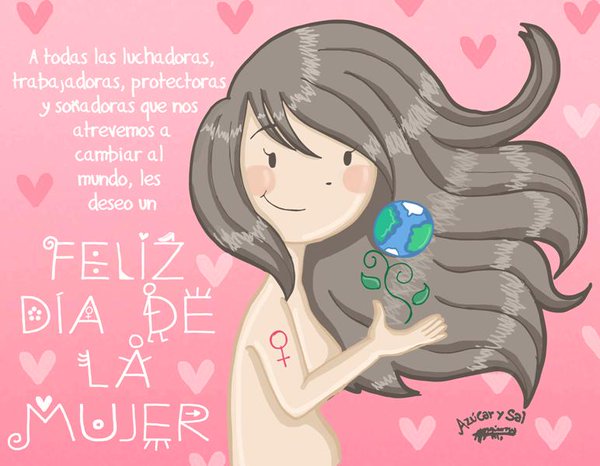 A todas las luchadoras,
trabajadoras, protectoras
y soñadoras que nos
atrevemos a
cambiar al
mundo, les
deseo un
FELIZ
DÍA DE
LA
MUJER
Azúcar y Sal